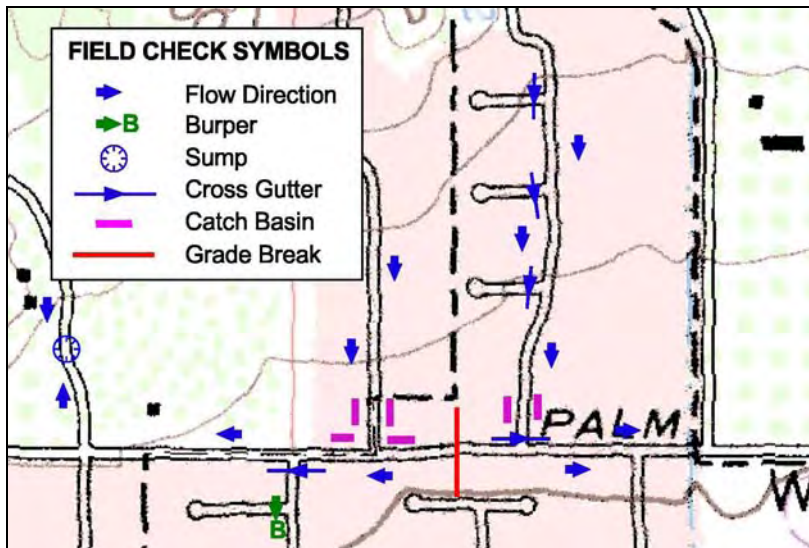 FIELD CHECK SYMBOLS
Flow Direction
B Burper
Sump
Cross Gutter
Catch Basin
Grade Break
PALM
W
B